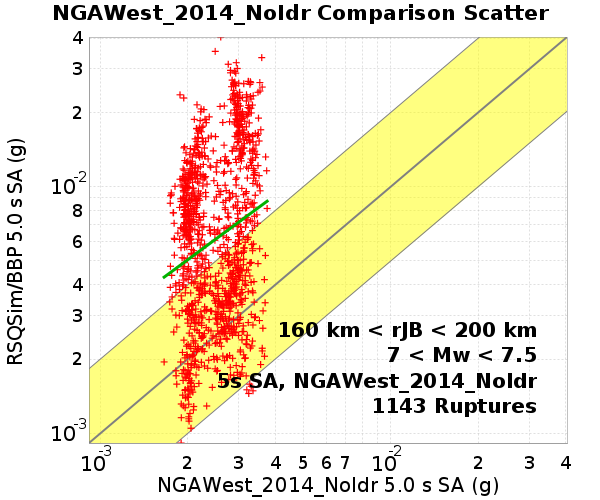 NGAWest_2014_NoIdr Comparison Scatter
4
3
2
10-2
8
6
4
3
2
10-3
RSQSim/BBP 5.0 s SA (g)
160 km < rJB < 200 km
7 < Mw < 7.5
5s SA, NGAWest_2014_NoIdr
1143 Ruptures
10-3 2 3 4 5 6 7 10-2 2 3 4
NGAWest_2014_NoIdr 5.0 s SA (g)